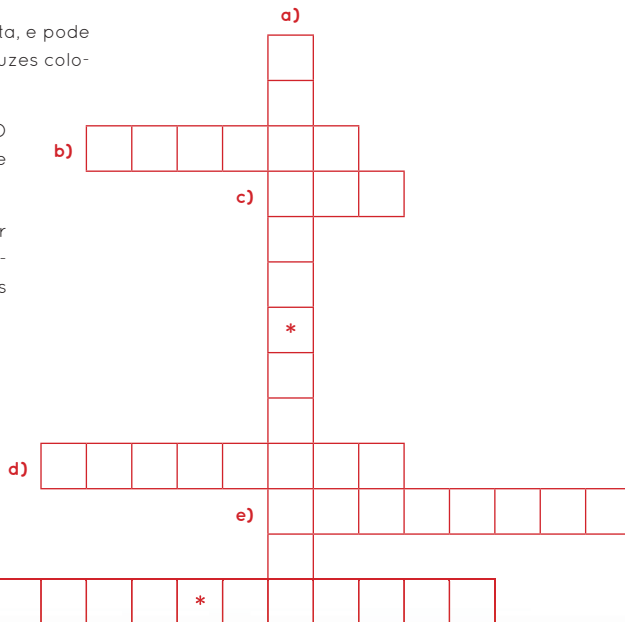 a)
ta, e pode
uzes colo-
O
b)
e
c)
r
-
s
*
d)
e)
*